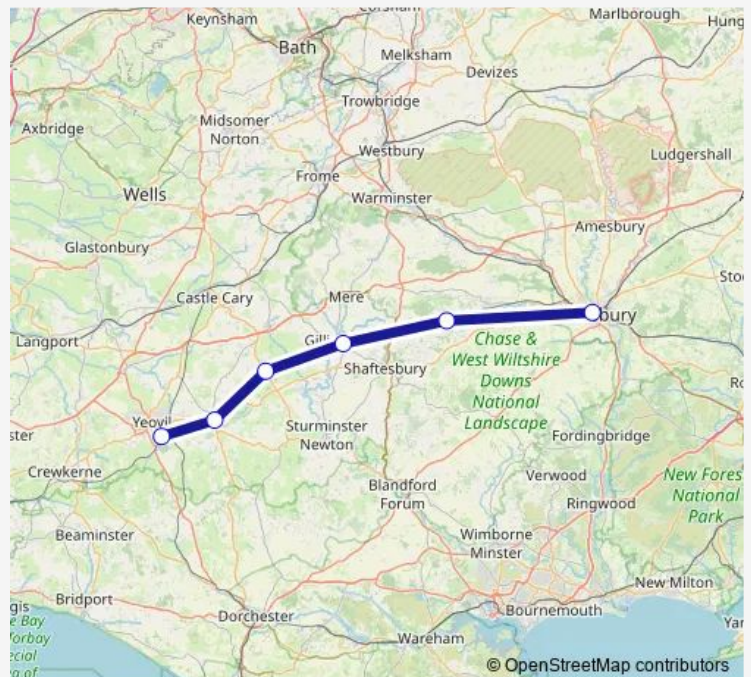 Keynsham
Marlborough
Bath
Melksham
Devizes
Trowbridge
Axbridge
Midsomer
Norton
Westbury
Ludgershall
Frome
Warminster
Wells
Amesbury
Glastonbury
Castle Cary
Mere
Langport
bury
Gilli
Chase &
West Wiltshire
Downs
National
Landscape
Shaftesbury
Yeovil
Sturminster
Newton
Fordingbridge
Crewkerne
Blandford
Forum
Verwood
Ringwood
New Fores
National
Park
Beaminster
Wimborne
Minster
New Milton
Bridport
Bournemouth
Dorchester
Wareham
© OpenStreetMap contributors